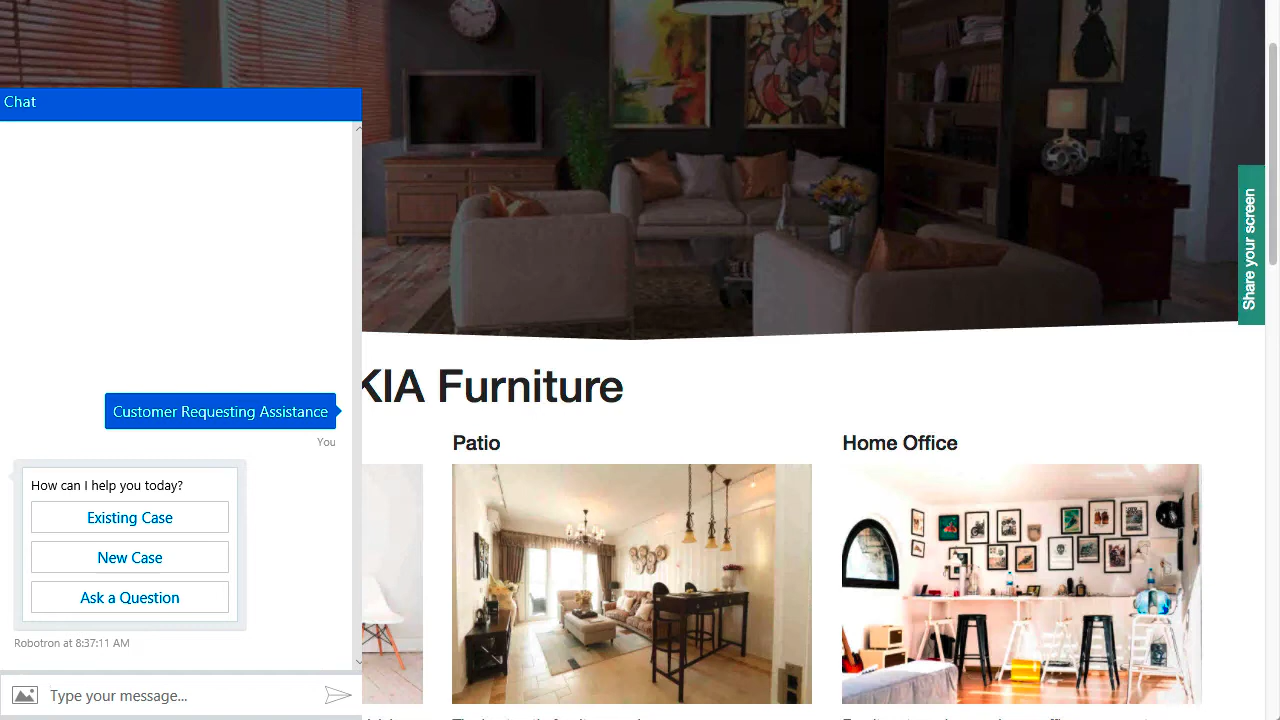 Chat
Customer Requesting Assistance
You
How can I help you today?
Existing Case
New Case
Ask a Question
Robotron at 8:37:11 AM
Type your message...
Share your screen
KIA Furniture
Patio
Home Office